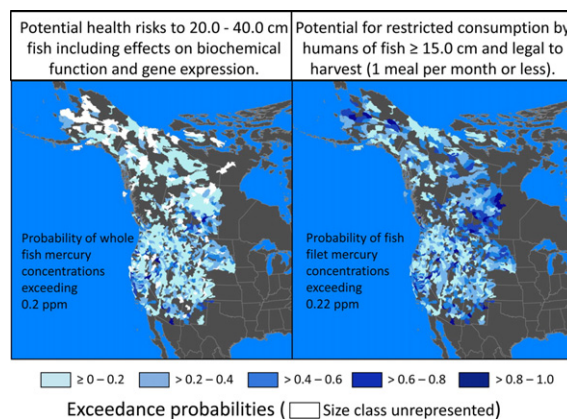 Potential health risks to 20.0 - 40.0 cm
fish including effects on biochemical
function and gene expression.
Potential for restricted consumption by
humans of fish ≥ 15.0 cm and legal to
harvest (1 meal per month or less).
Probability of whole
fish mercury
concentrations
exceeding
0.2 ppm
Probability of fish
filet mercury
concentrations
exceeding
0.22 ppm
≥ 0 – 0.2
> 0.2 – 0.4
> 0.4 – 0.6
> 0.6 – 0.8
> 0.8 – 1.0
Exceedance probabilities ( Size class unrepresented )